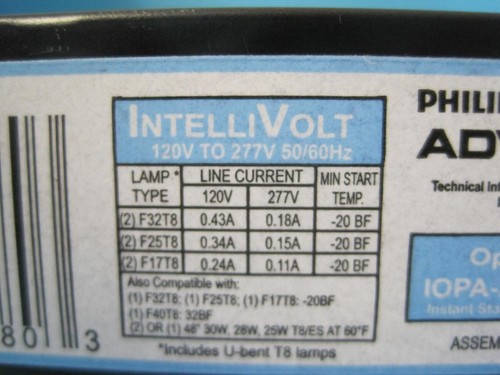 INTELLIVOLT
120V TO 277V 50/60Hz
LAMP* TYPE LINE CURRENT MIN START TEMP.
120V 277V
(2) F32T8 0.43A 0.18A -20 BF
(2) F25T8 0.34A 0.15A -20 BF
(2) F17T8 0.24A 0.11A -20 BF
Also Compatible with:
(1) F32T8; (1) F25T8; (1) F17T8: -20BF
(1) F40T8: 32BF
(2) OR (1) 48" 30W, 28W, 25W T8/ES AT 60°F
*Includes U-bent T8 lamps
PHILI
ADV
Technical Inf
Op
IOPA-
Instant Sta
ASSEM
80 3